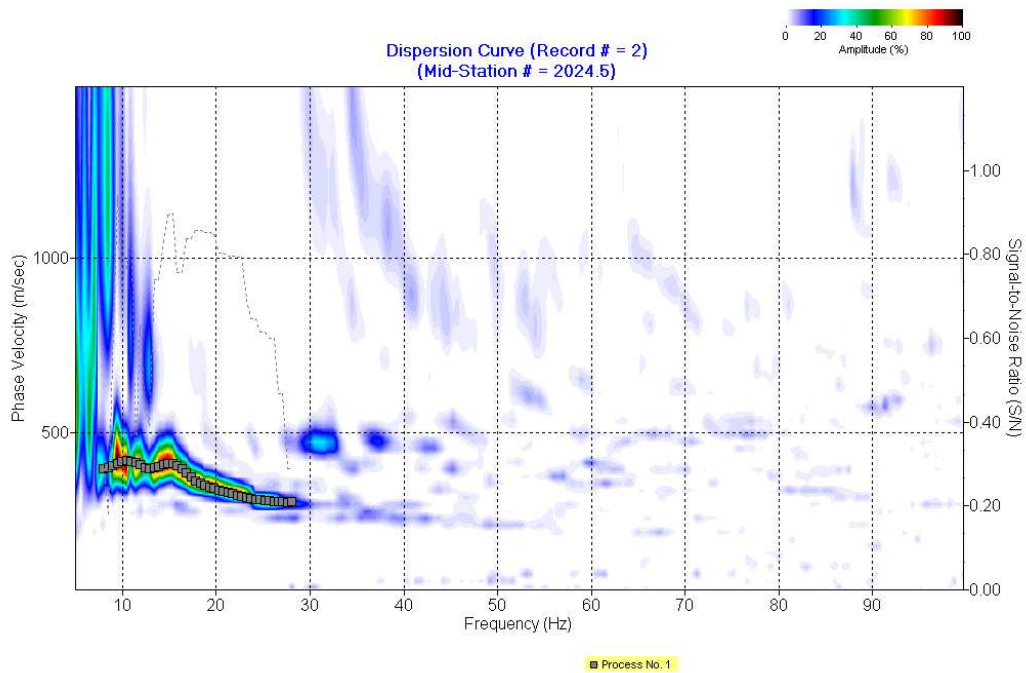 0 20 40 60 80 100
Amplitude (%)
Dispersion Curve (Record # = 2)
(Mid-Station # = 2024.5)
Phase Velocity (m/sec)
1000
500
1.00
0.80
0.60
0.40
0.20
0.00
Signal-to-Noise Ratio (S/N)
10 20 30 40 50 60 70 80 90
Frequency (Hz)
Process No. 1